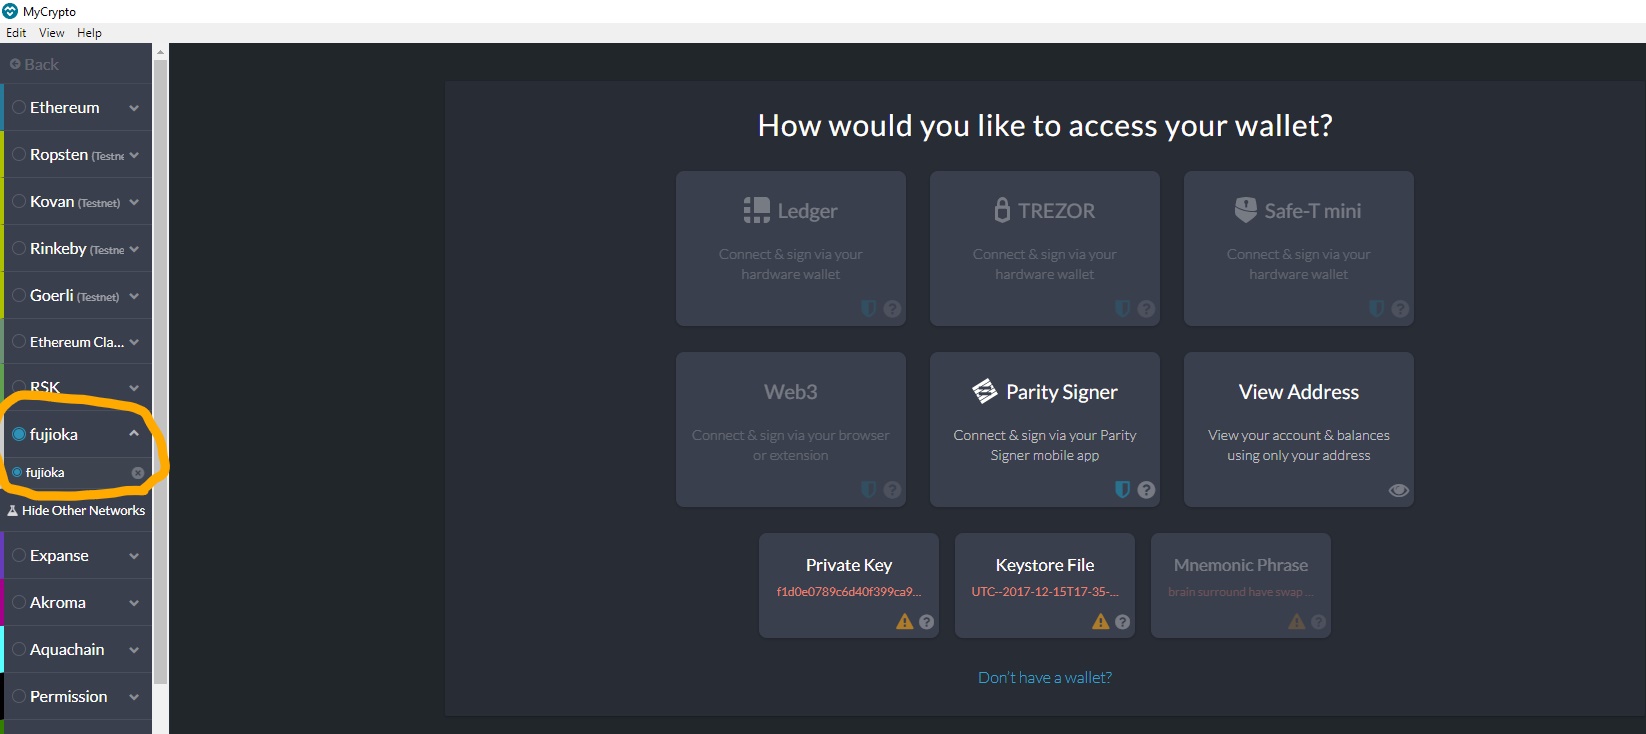 MyCrypto
Edit View Help
Back
Ethereum
Ropsten (Testne
Kovan (Testnet)
Rinkeby (Testne
Goerli (Testnet)
Ethereum Cla...
RSK
fujioka
fujioka
Hide Other Networks
Expanse
Akroma
Aquachain
Permission
How would you like to access your wallet?
Ledger
Connect & sign via your
hardware wallet
TREZOR
Connect & sign via your
hardware wallet
Safe-T mini
Connect & sign via your
hardware wallet
Web3
Connect & sign via your browser
or extension
Parity Signer
Connect & sign via your Parity
Signer mobile app
View Address
View your account & balances
using only your address
Private Key
f1d0e0789c6d40f399ca9...
Keystore File
UTC--2017-12-15T17-35-...
Mnemonic Phrase
brain surround have swap ...
Don't have a wallet?